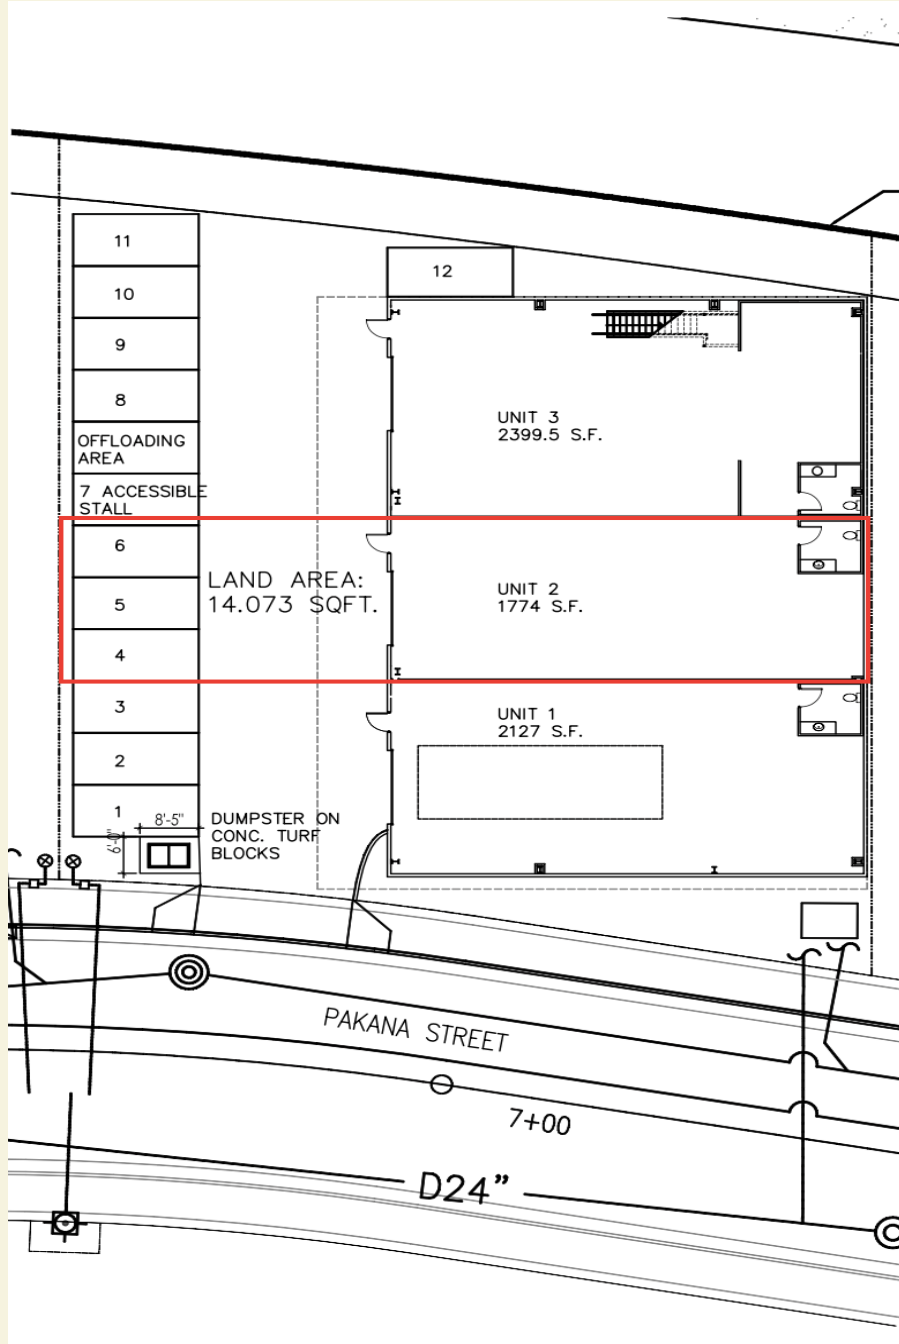 11
10
9
8
OFFLOADING
AREA
7 ACCESSIBLE
STALL
6
5
4
3
2
1
12
UNIT 3
2399.5 S.F.
LAND AREA:
14.073 SQFT.
UNIT 2
1774 S.F.
UNIT 1
2127 S.F.
8'-5"
6'-0"
DUMPSTER ON
CONC. TURF
BLOCKS
PAKANA STREET
7+00
D24"